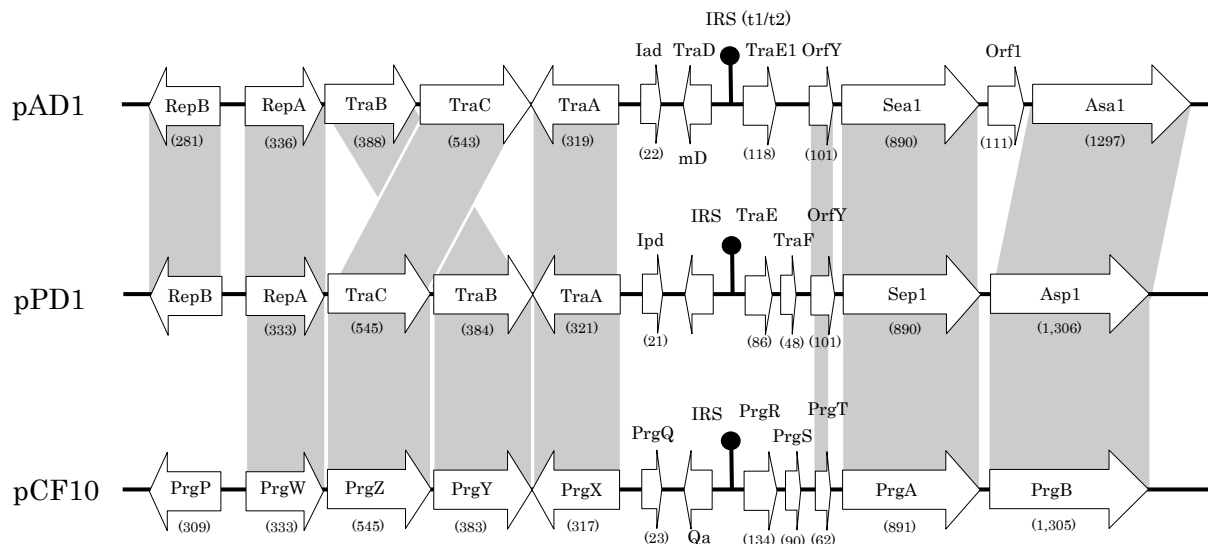 IRS (t1/t2)
Iad TraD TraE1 OrfY Orf1
pAD1 RepB RepA TraB TraC TraA Sea1 Asa1
(281) (336) (388) (543) (319) (22) mD (118) (101) (890) (111) (1297)
IRS TraE OrfY
Ipd TraF
pPD1 RepB RepA TraC TraB TraA Sep1 Asp1
(333) (545) (384) (321) (21) (86) (48) (101) (890) (1,306)
IRS PrgR PrgT
PrgQ PrgS
pCF10 PrgP PrgW PrgZ PrgY PrgX PrgA PrgB
(309) (333) (545) (383) (317) (23) Qa (134) (90) (62) (891) (1,305)